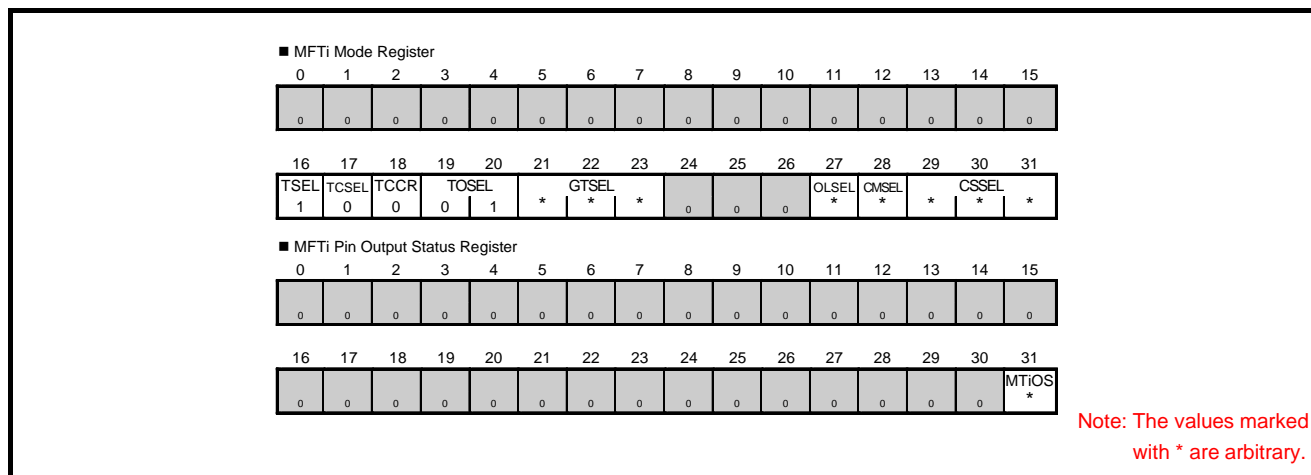 ■ MFTi Mode Register
0 1 2 3 4 5 6 7 8 9 10 11 12 13 14 15
0 0 0 0 0 0 0 0 0 0 0 0 0 0 0 0
16 17 18 19 20 21 22 23 24 25 26 27 28 29 30 31
TSEL TCSEL TCCR TOSEL GTSEL OLSEL CMSEL CSSEL
1 0 0 0 1 * * * 0 0 0 * * * * *
■ MFTi Pin Output Status Register
0 1 2 3 4 5 6 7 8 9 10 11 12 13 14 15
0 0 0 0 0 0 0 0 0 0 0 0 0 0 0 0
16 17 18 19 20 21 22 23 24 25 26 27 28 29 30 31
MTiOS
0 0 0 0 0 0 0 0 0 0 0 0 0 0 0 *
Note: The values marked
with * are arbitrary.